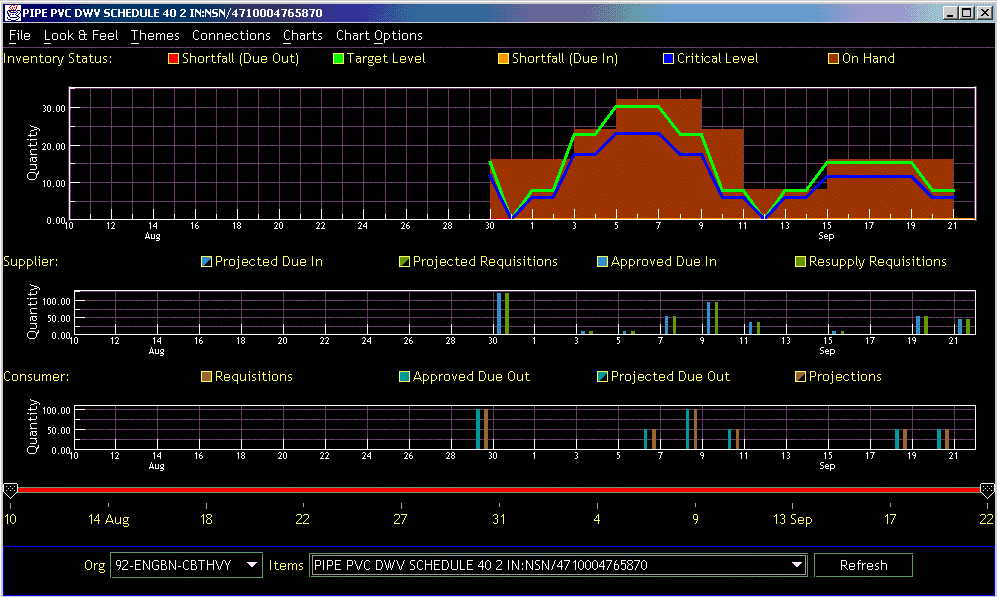 PIPE PVC DWV SCHEDULE 40 2 IN:NSN/4710004765870
File Look & Feel Themes Connections Charts Chart Options
Inventory Status: Shortfall (Due Out) Target Level Shortfall (Due In) Critical Level On Hand
Quantity
30.00
20.00
10.00
0.00
10 12 14 16 18 20 22 24 26 28 30 1 3 5 7 9 11 13 15 17 19 21
Aug Sep
Supplier: Projected Due In Projected Requisitions Approved Due In Resupply Requisitions
Quantity
100.00
50.00
0.00
10 12 14 16 18 20 22 24 26 28 30 1 3 5 7 9 11 13 15 17 19 21
Aug Sep
Consumer: Requisitions Approved Due Out Projected Due Out Projections
Quantity
100.00
50.00
0.00
10 12 14 16 18 20 22 24 26 28 30 1 3 5 7 9 11 13 15 17 19 21
Aug Sep
10 14 Aug 18 22 27 31 4 9 13 Sep 17 22
Org 92-ENGBN-CBTHVY Items PIPE PVC DWV SCHEDULE 40 2 IN:NSN/4710004765870 Refresh